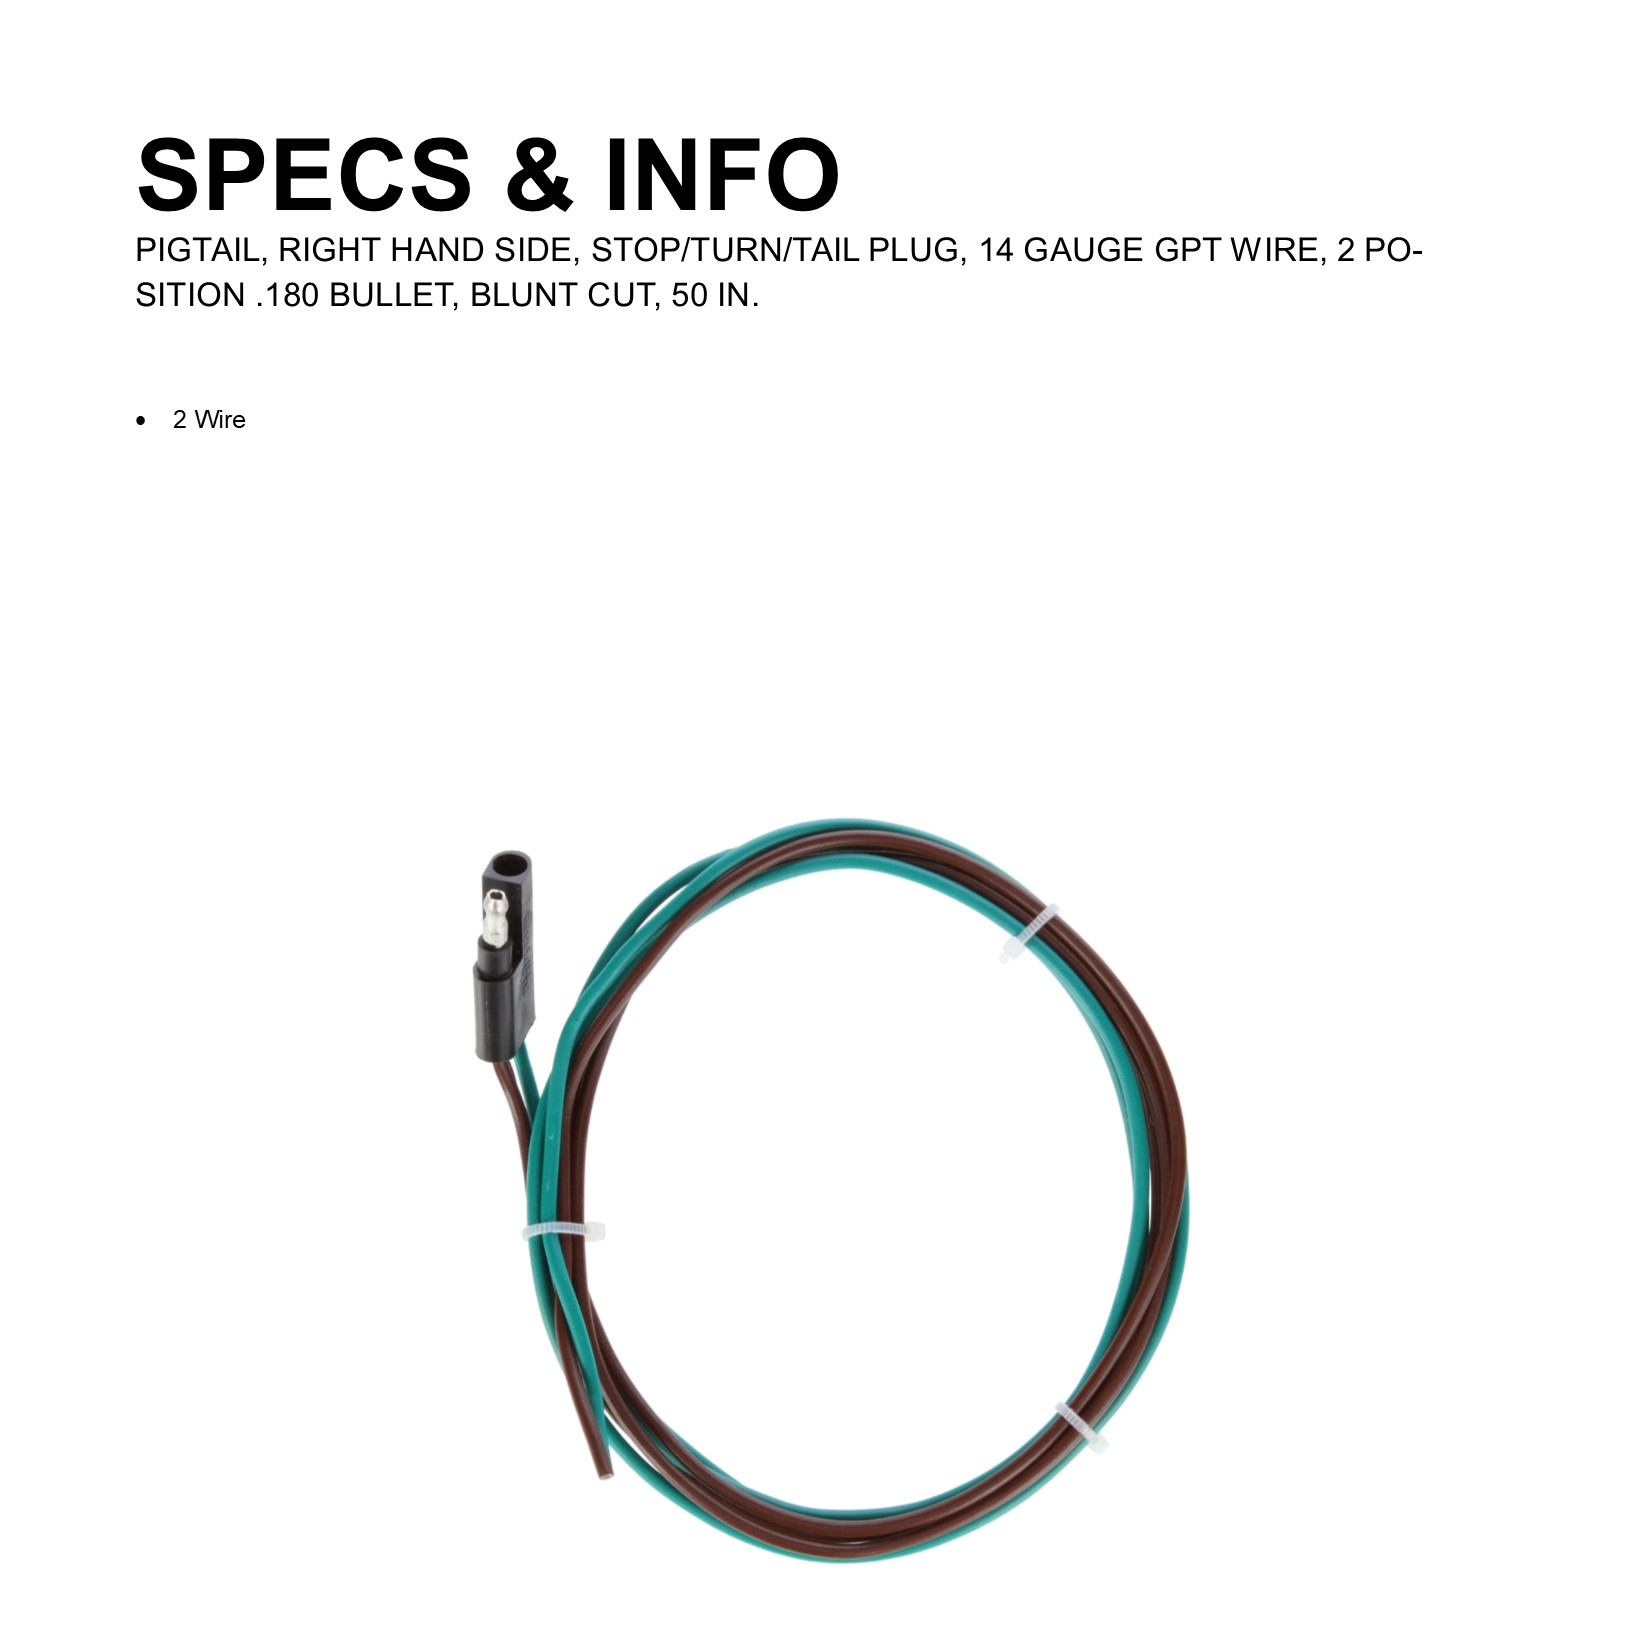 SPECS & INFO
PIGTAIL, RIGHT HAND SIDE, STOP/TURN/TAIL PLUG, 14 GAUGE GPT WIRE, 2 PO-
SITION .180 BULLET, BLUNT CUT, 50 IN.
• 2 Wire